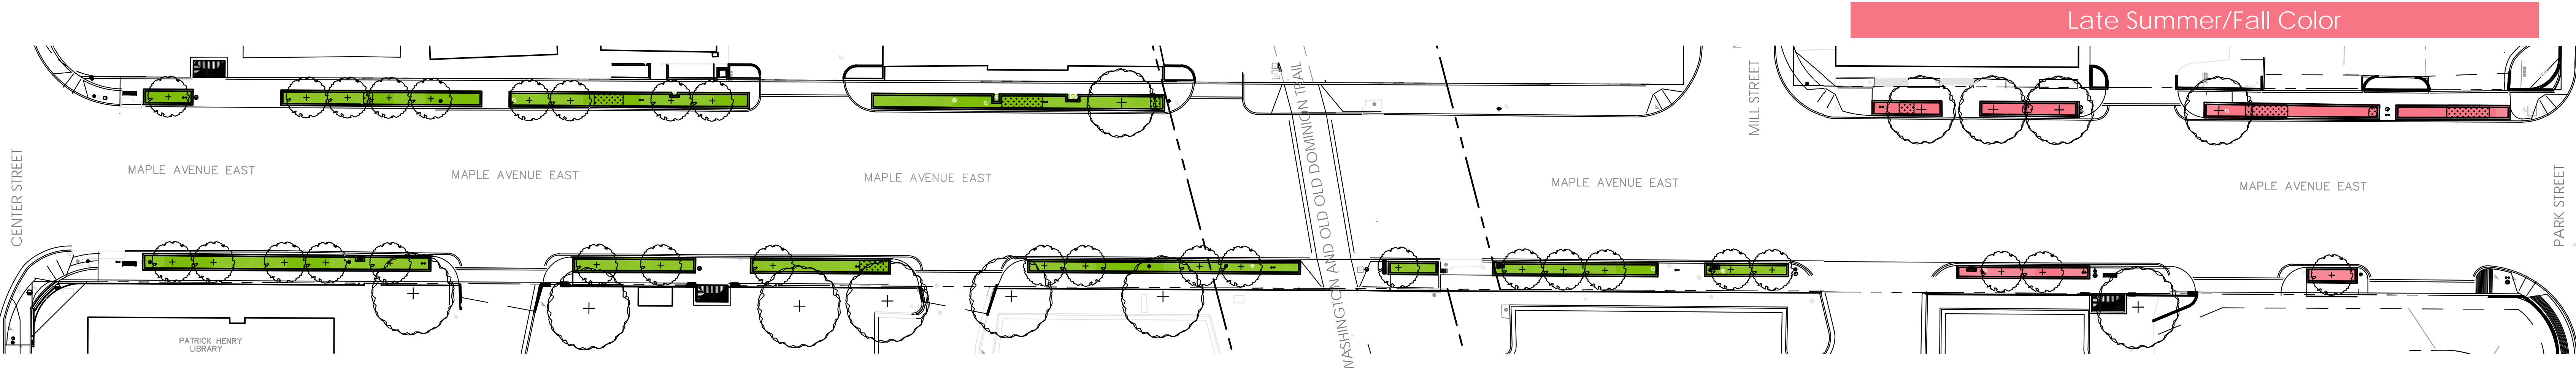 Late Summer/Fall Color
MILL STREET
CENTER STREET
MAPLE AVENUE EAST
MAPLE AVENUE EAST
MAPLE AVENUE EAST
WASHINGTON AND OLD OLD DOMINION TRAIL
MAPLE AVENUE EAST
MAPLE AVENUE EAST
PARK STREET
PATRICK HENRY
LIBRARY